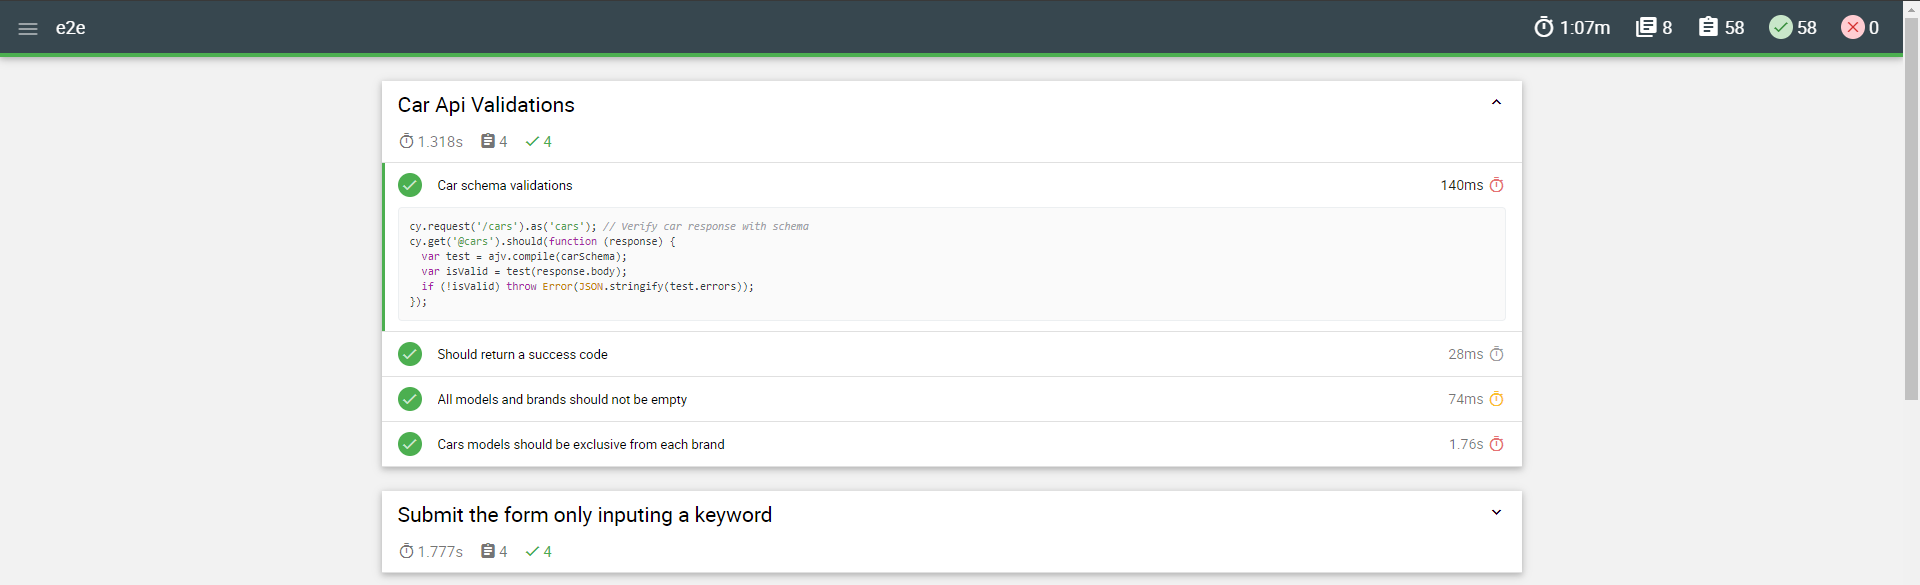 e2e
1:07m 8 58 58 0
Car Api Validations
1.318s 4 4
Car schema validations 140ms
cy.request('/cars').as('cars'); // Verify car response with schema
cy.get('@cars').should(function (response) {
  var test = ajv.compile(carSchema);
  var isValid = test(response.body);
  if (!isValid) throw Error(JSON.stringify(test.errors));
});
Should return a success code 28ms
All models and brands should not be empty 74ms
Cars models should be exclusive from each brand 1.76s
Submit the form only inputing a keyword
1.777s 4 4